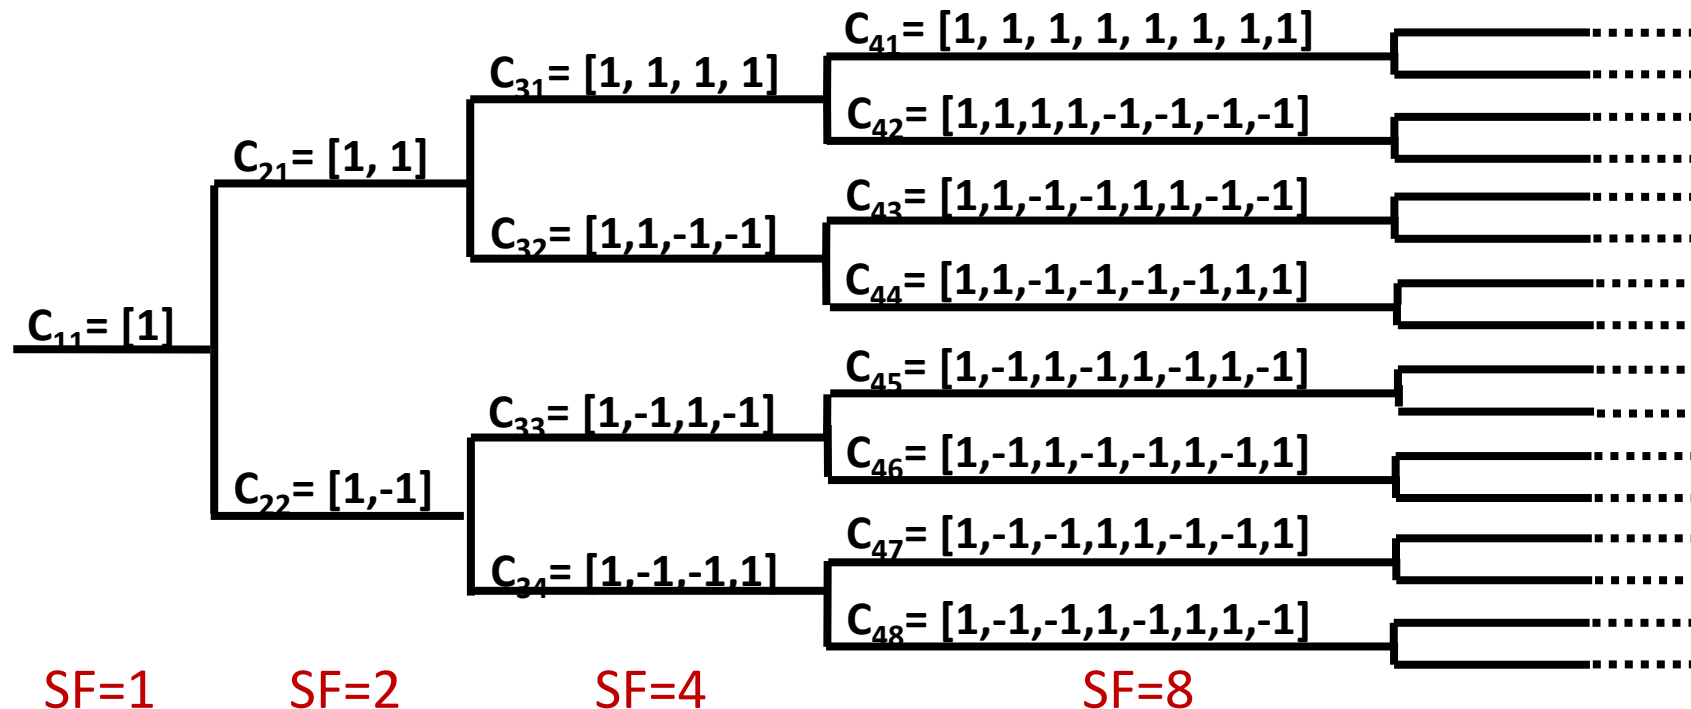 C11= [1]
C21= [1, 1]
C22= [1,-1]
C31= [1, 1, 1, 1]
C32= [1,1,-1,-1]
C33= [1,-1,1,-1]
C34= [1,-1,-1,1]
C41= [1, 1, 1, 1, 1, 1, 1,1]
C42= [1,1,1,1,-1,-1,-1,-1]
C43= [1,1,-1,-1,1,1,-1,-1]
C44= [1,1,-1,-1,-1,-1,1,1]
C45= [1,-1,1,-1,1,-1,1,-1]
C46= [1,-1,1,-1,-1,1,-1,1]
C47= [1,-1,-1,1,1,-1,-1,1]
C48= [1,-1,-1,1,-1,1,1,-1]
SF=1
SF=2
SF=4
SF=8